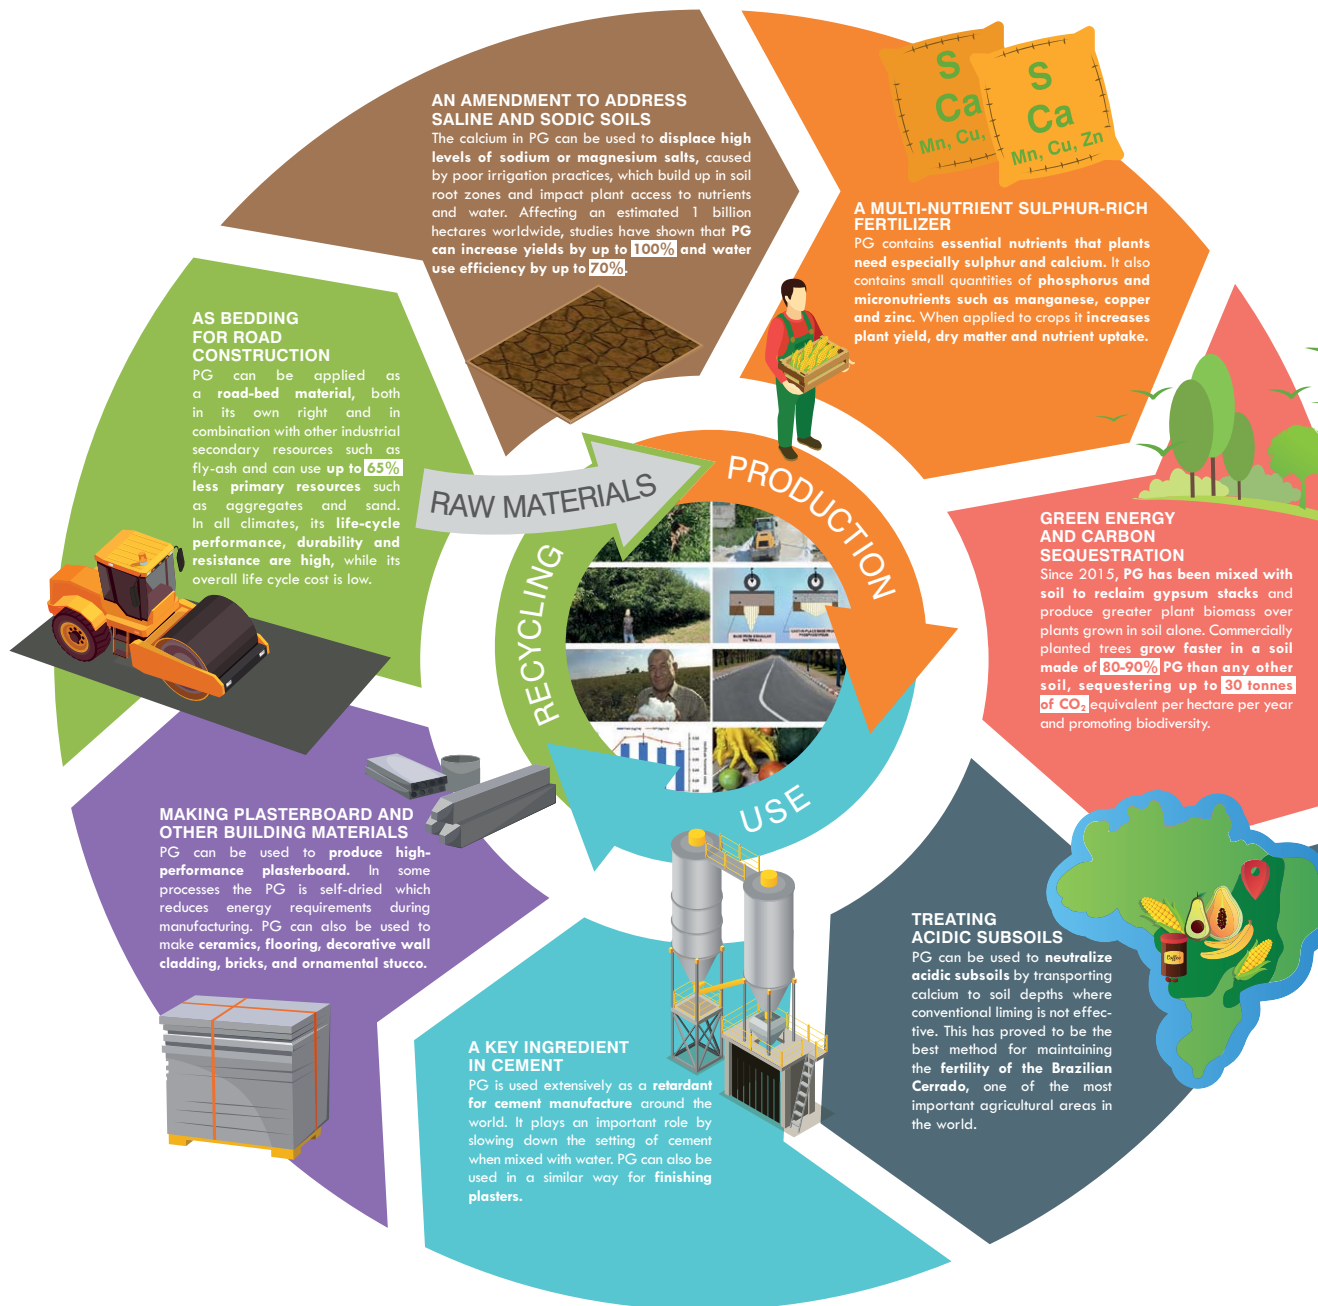 S
Ca
Mn, Cu,
S
Ca
Mn, Cu, Zn
AN AMENDMENT TO ADDRESS
SALINE AND SODIC SOILS
The calcium in PG can be used to displace high
levels of sodium or magnesium salts, caused
by poor irrigation practices, which build up in soil
root zones and impact plant access to nutrients
and water. Affecting an estimated 1 billion
hectares worldwide, studies have shown that PG
can increase yields by up to 100% and water
use efficiency by up to 70%.
A MULTI-NUTRIENT SULPHUR-RICH
FERTILIZER
PG contains essential nutrients that plants
need especially sulphur and calcium. It also
contains small quantities of phosphorus and
micronutrients such as manganese, copper
and zinc. When applied to crops it increases
plant yield, dry matter and nutrient uptake.
AS BEDDING
FOR ROAD
CONSTRUCTION
PG can be applied as
a road-bed material, both
in its own right and in
combination with other industrial
secondary resources such as
fly-ash and can use up to 65%
less primary resources such
as aggregates and sand.
In all climates, its life-cycle
performance, durability and
resistance are high, while its
overall life cycle cost is low.
RAW MATERIALS
PRODUCTION
RECYCLING
USE
GREEN ENERGY
AND CARBON
SEQUESTRATION
Since 2015, PG has been mixed with
soil to reclaim gypsum stacks and
produce greater plant biomass over
plants grown in soil alone. Commercially
planted trees grow faster in a soil
made of 80-90% PG than any other
soil, sequestering up to 30 tonnes
of CO₂ equivalent per hectare per year
and promoting biodiversity.
MAKING PLASTERBOARD AND
OTHER BUILDING MATERIALS
PG can be used to produce high-
performance plasterboard. In some
processes the PG is self-dried which
reduces energy requirements during
manufacturing. PG can also be used to
make ceramics, flooring, decorative wall
cladding, bricks, and ornamental stucco.
TREATING
ACIDIC SUBSOILS
PG can be used to neutralize
acidic subsoils by transporting
calcium to soil depths where
conventional liming is not effec-
tive. This has proved to be the
best method for maintaining
the fertility of the Brazilian
Cerrado, one of the most
important agricultural areas in
the world.
Coffee
A KEY INGREDIENT
IN CEMENT
PG is used extensively as a retardant
for cement manufacture around the
world. It plays an important role by
slowing down the setting of cement
when mixed with water. PG can also be
used in a similar way for finishing
plasters.